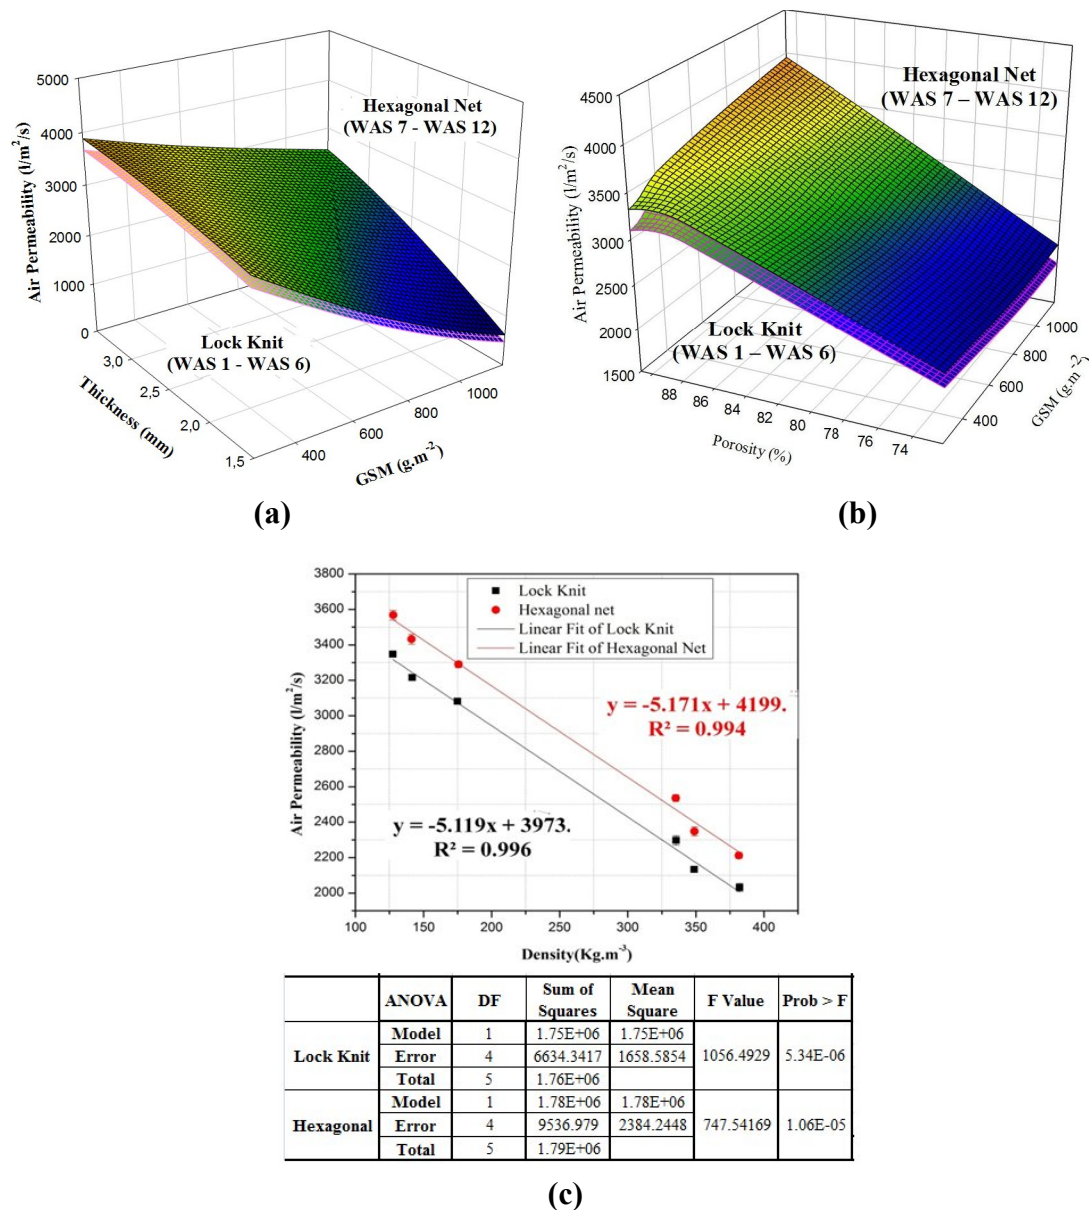 5000
4000
3000
2000
1000
0
Air Permeability (l/m²/s)
Hexagonal Net
(WAS 7 - WAS 12)
Lock Knit
(WAS 1 - WAS 6)
3,0
2,5
2,0
1,5
Thickness (mm)
400
600
800
1000
GSM (g.m⁻²)
(a)
4500
4000
3500
3000
2500
2000
1500
Air Permeability (l/m²/s)
Hexagonal Net
(WAS 7 – WAS 12)
Lock Knit
(WAS 1 – WAS 6)
88 86 84 82 80 78 76 74
Porosity (%)
400
600
800
1000
GSM (g.m⁻²)
(b)
3800
3600
3400
3200
3000
2800
2600
2400
2200
2000
Air Permeability (l/m²/s)
Lock Knit
Hexagonal net
Linear Fit of Lock Knit
Linear Fit of Hexagonal Net
y = -5.171x + 4199.
R² = 0.994
y = -5.119x + 3973.
R² = 0.996
100 150 200 250 300 350 400
Density(Kg.m⁻³)
ANOVA DF Sum of Squares Mean Square F Value Prob > F
Lock Knit Model 1 1.75E+06 1.75E+06 1056.4929 5.34E-06
Error 4 6634.3417 1658.5854
Total 5 1.76E+06
Hexagonal Model 1 1.78E+06 1.78E+06 747.54169 1.06E-05
Error 4 9536.979 2384.2448
Total 5 1.79E+06
(c)